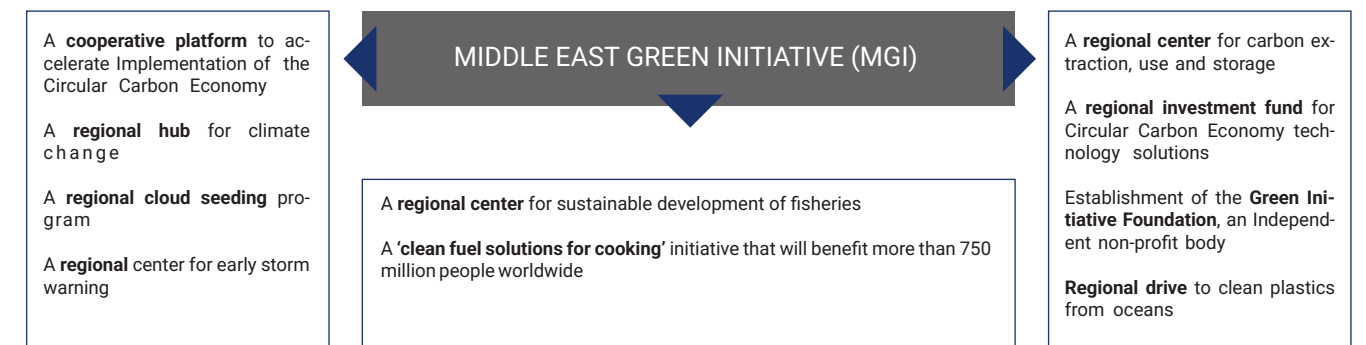 MIDDLE EAST GREEN INITIATIVE (MGI)
A cooperative platform to ac-
celerate Implementation of the
Circular Carbon Economy
A regional hub for climate
change
A regional cloud seeding pro-
gram
A regional center for early storm
warning
A regional center for sustainable development of fisheries
A ‘clean fuel solutions for cooking’ initiative that will benefit more than 750
million people worldwide
A regional center for carbon ex-
traction, use and storage
A regional investment fund for
Circular Carbon Economy tech-
nology solutions
Establishment of the Green Ini-
tiative Foundation, an Independ-
ent non-profit body
Regional drive to clean plastics
from oceans